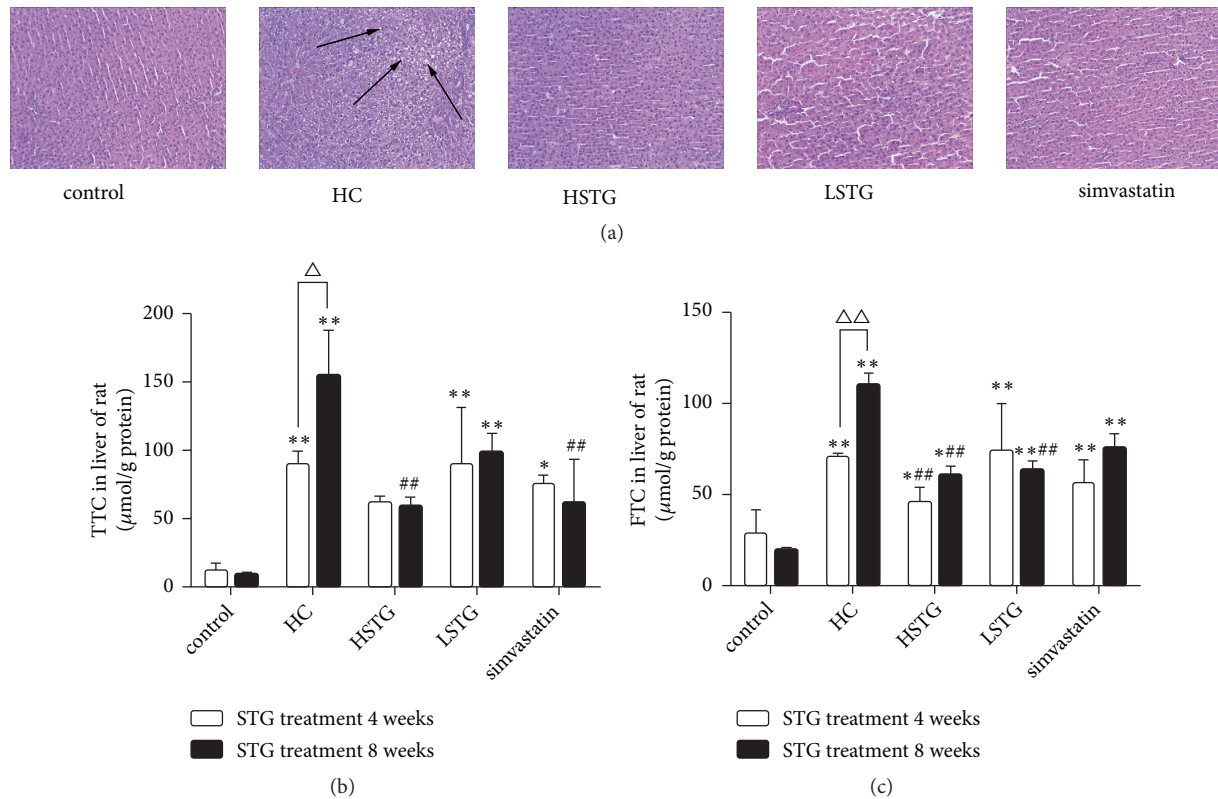 control
HC
HSTG
LSTG
simvastatin
(a)
TTC in liver of rat
(μmol/g protein)
200
150
100
50
0
△
**
**
##
**
**
*
##
control
HC
HSTG
LSTG
simvastatin
STG treatment 4 weeks
STG treatment 8 weeks
(b)
FTC in liver of rat
(μmol/g protein)
150
100
50
0
△△
**
**
*##
*##
**
**##
**
**
control
HC
HSTG
LSTG
simvastatin
STG treatment 4 weeks
STG treatment 8 weeks
(c)